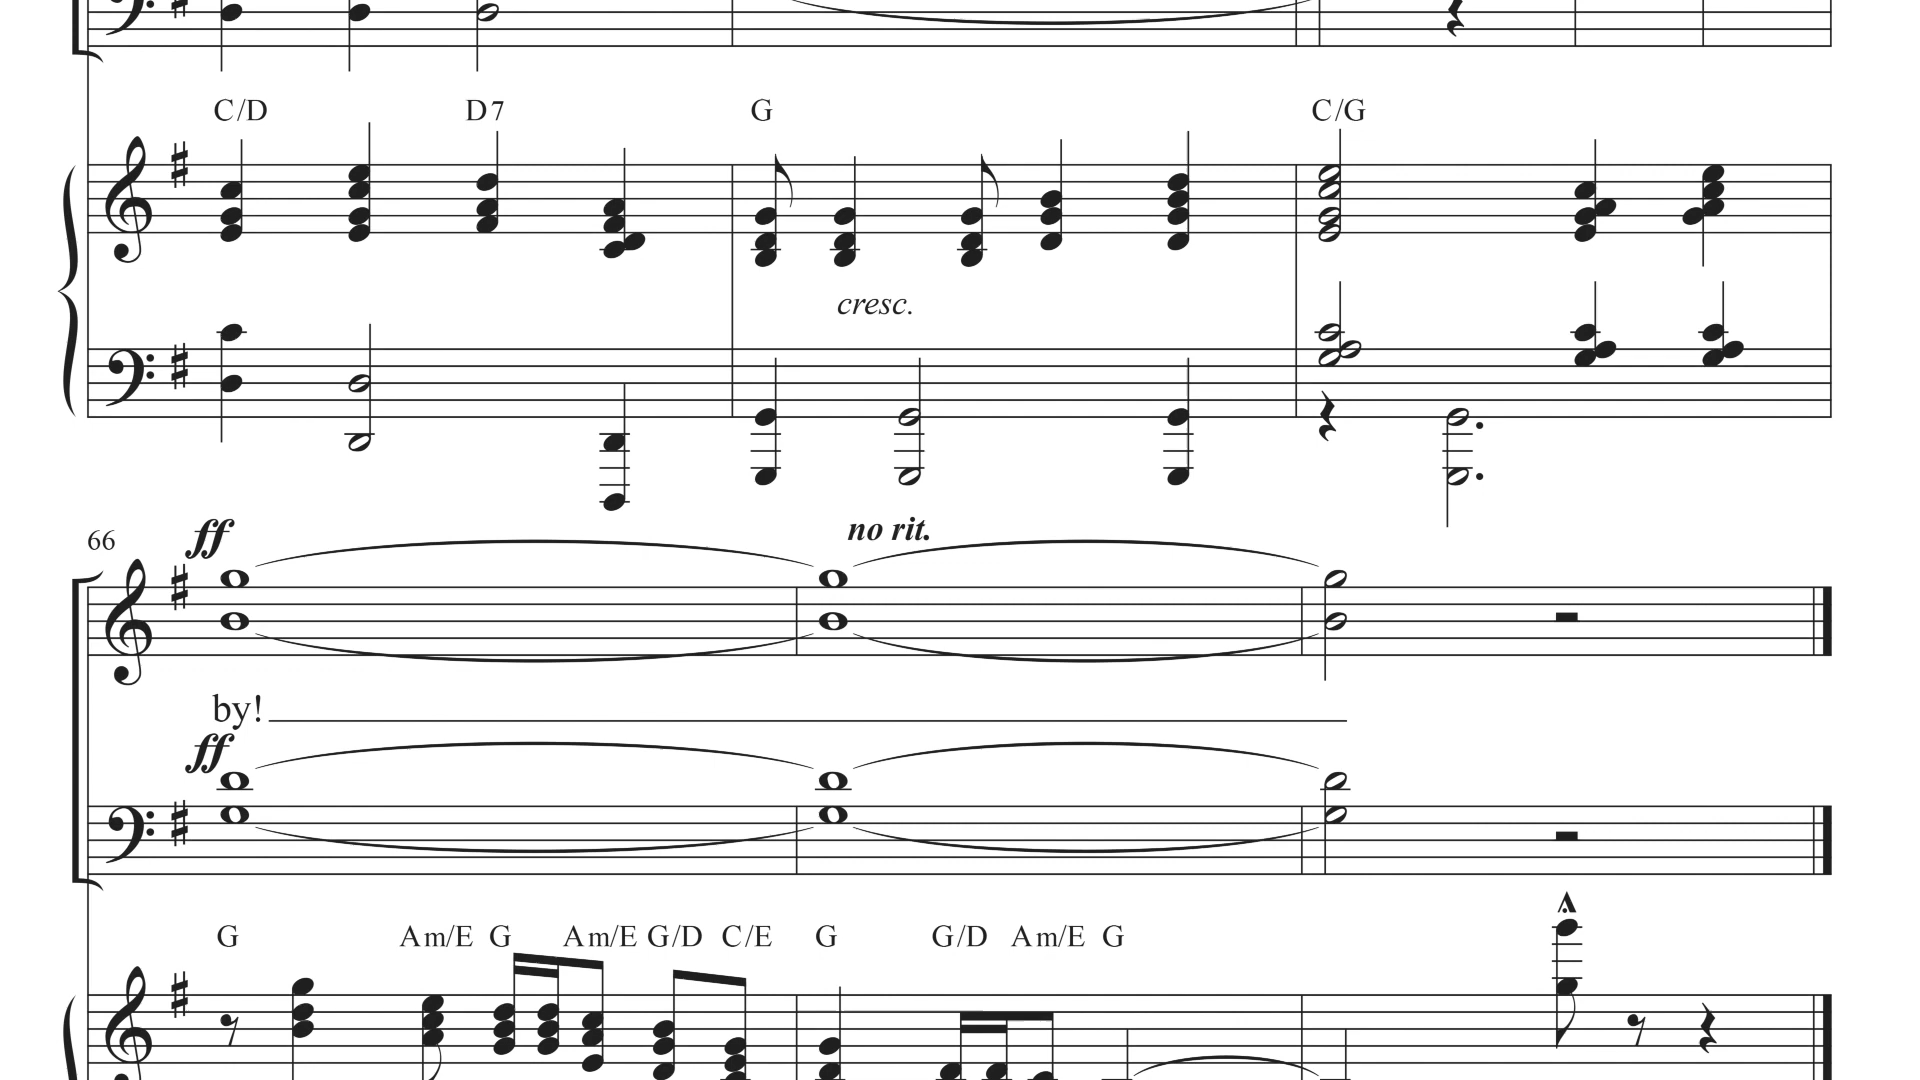 C/D D7 G C/G
cresc.
ff no rit.
66
by!
ff
G Am/E G Am/E G/D C/E G G/D Am/E G